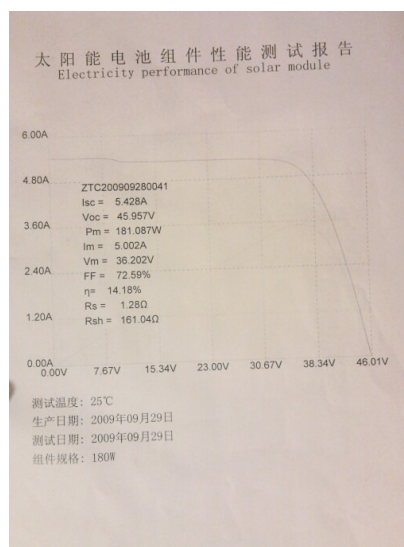 太阳能电池组件性能测试报告
Electricity performance of solar module
6.00A
4.80A
ZTC200909280041
Isc = 5.428A
Voc = 45.957V
3.60A
Pm = 181.087W
Im = 5.002A
Vm = 36.202V
2.40A
FF = 72.59%
η= 14.18%
Rs = 1.28Ω
1.20A
Rsh = 161.04Ω
0.00A
0.00V 7.67V 15.34V 23.00V 30.67V 38.34V 46.01V
测试温度: 25℃
生产日期: 2009年09月29日
测试日期: 2009年09月29日
组件规格: 180W